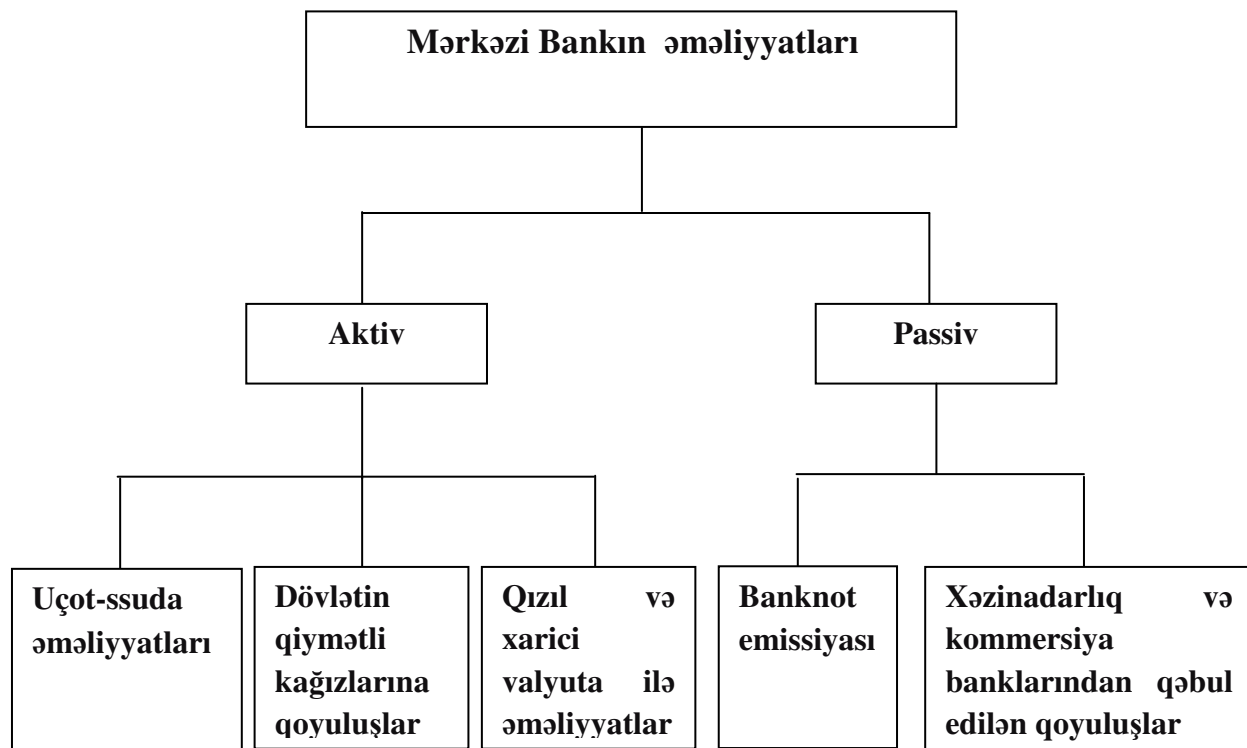 Mərkəzi Bankın əməliyyatları
Aktiv
Passiv
Uçot-ssuda
əməliyyatları
Dövlətin
qiymətli
kağızlarına
qoyuluşlar
Qızıl və
xarici
valyuta ilə
əməliyyatlar
Banknot
emissiyası
Xəzinadarlıq və
kommersiya
banklarından qəbul
edilən qoyuluşlar